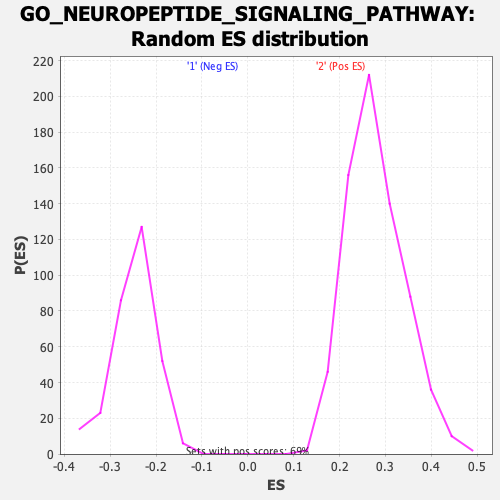 GO_NEUROPEPTIDE_SIGNALING_PATHWAY:
Random ES distribution
'1' (Neg ES)
'2' (Pos ES)
220
200
180
160
140
120
100
80
60
40
20
0
P(ES)
Sets with pos scores: 69%
-0.4 -0.3 -0.2 -0.1 0.0 0.1 0.2 0.3 0.4 0.5
ES